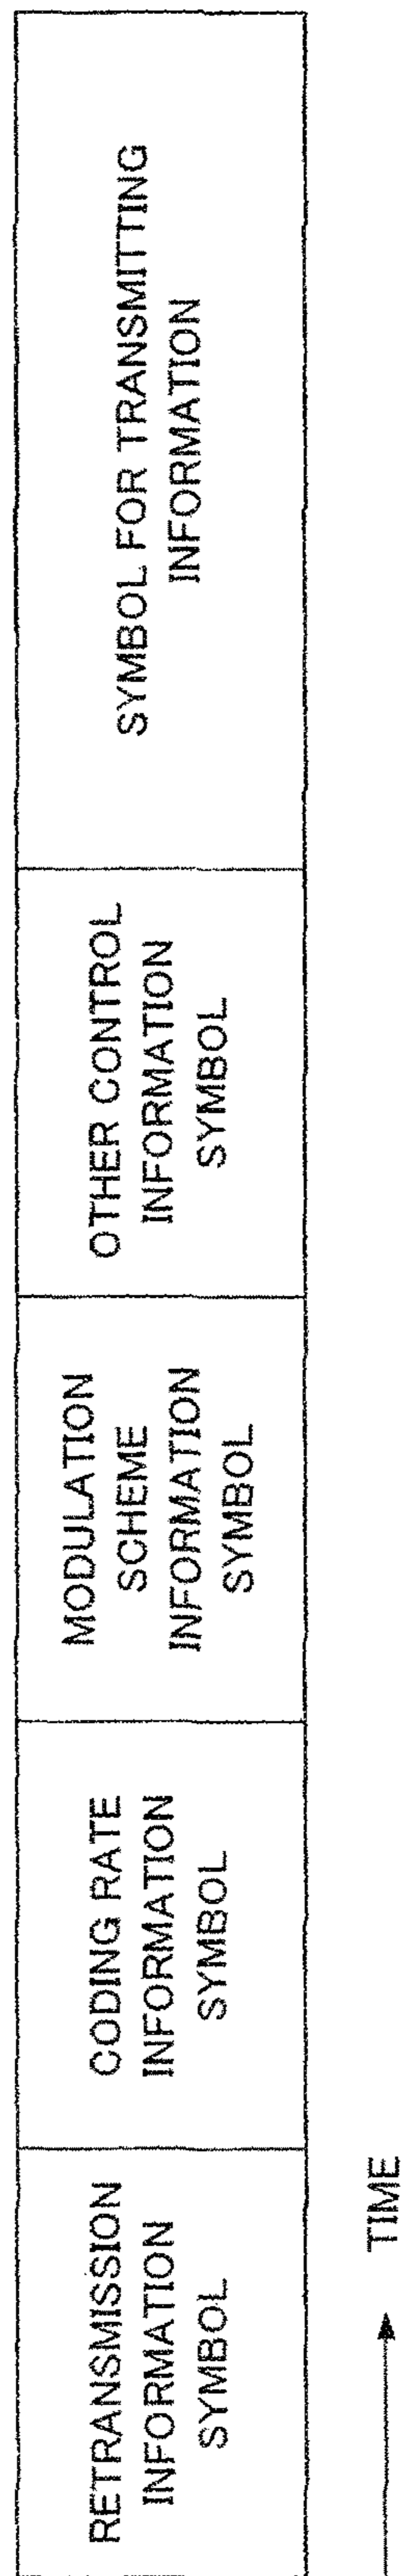 RETRANSMISSION
INFORMATION
SYMBOL
CODING RATE
INFORMATION
SYMBOL
MODULATION
SCHEME
INFORMATION
SYMBOL
OTHER CONTROL
INFORMATION
SYMBOL
SYMBOL FOR TRANSMITTING
INFORMATION
TIME